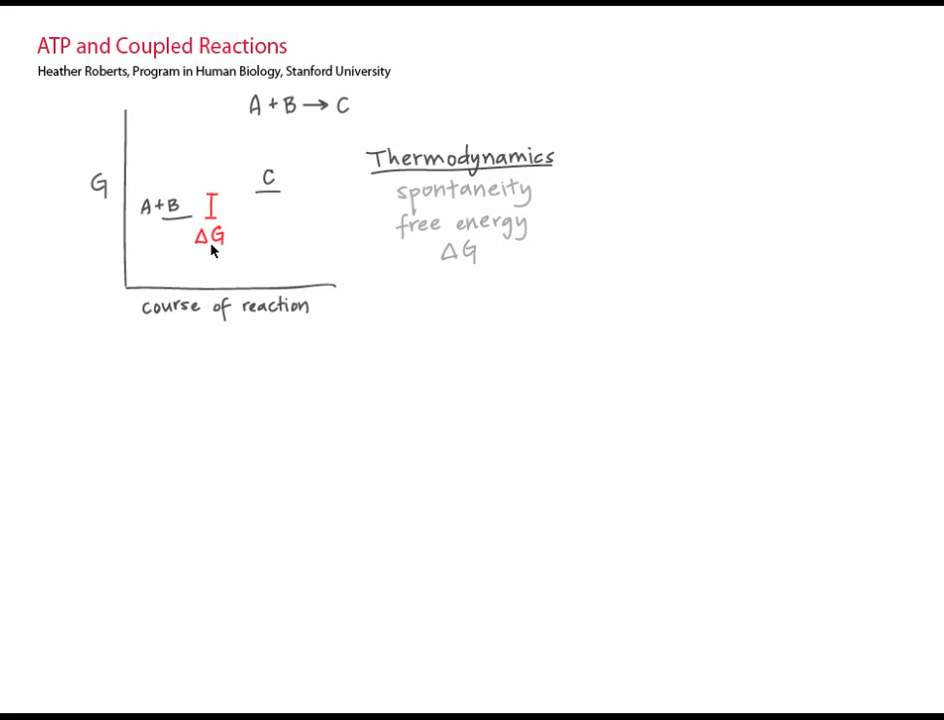 ATP and Coupled Reactions
Heather Roberts, Program in Human Biology, Stanford University
A + B → C
G
A+B
C
ΔG
course of reaction
Thermodynamics
spontaneity
free energy
ΔG